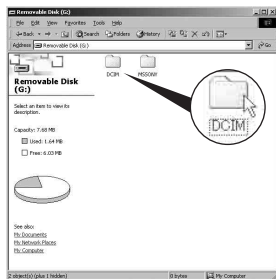 Removable Disk (G:)
File Edit View Favorites Tools Help
Back Search Folders History
Address Removable Disk (G:) Go
Removable Disk (G:)
Select an item to view its description.
Capacity: 7.68 MB
Used: 1.64 MB
Free: 6.03 MB
See also:
My Documents
My Network Places
My Computer
DCIM MSSONY
DCIM
2 object(s) (plus 1 hidden) 0 bytes My Computer